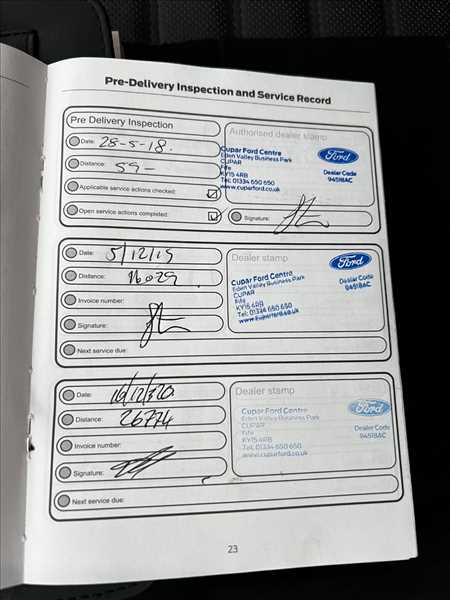 Pre-Delivery Inspection and Service Record
Pre Delivery Inspection
Date: 28-5-18.
Distance: 59-
Applicable service actions checked:
Open service actions completed:
Authorised dealer stamp
Cupar Ford Centre
Eden Valley Business Park
CUPAR
Fife
KY15 4RB
Tel: 01334 650 650
www.cuparford.co.uk
Ford
Dealer Code
94518AC
Signature:
Date: 5/12/19
Distance: 16029
Invoice number:
Signature:
Next service due:
Dealer stamp
Cupar Ford Centre
Eden Valley Business Park
CUPAR
Fife
KY15 4RB
Tel: 01334 650 650
www.cuparford.co.uk
Ford
Dealer Code
94518AC
Date: 16/12/2020
Distance: 26774
Invoice number:
Signature:
Next service due:
Dealer stamp
Cupar Ford Centre
Eden Valley Business Park
CUPAR
Fife
KY15 4RB
Tel: 01334 650 650
www.cuparford.co.uk
Ford
Dealer Code
94518AC
23